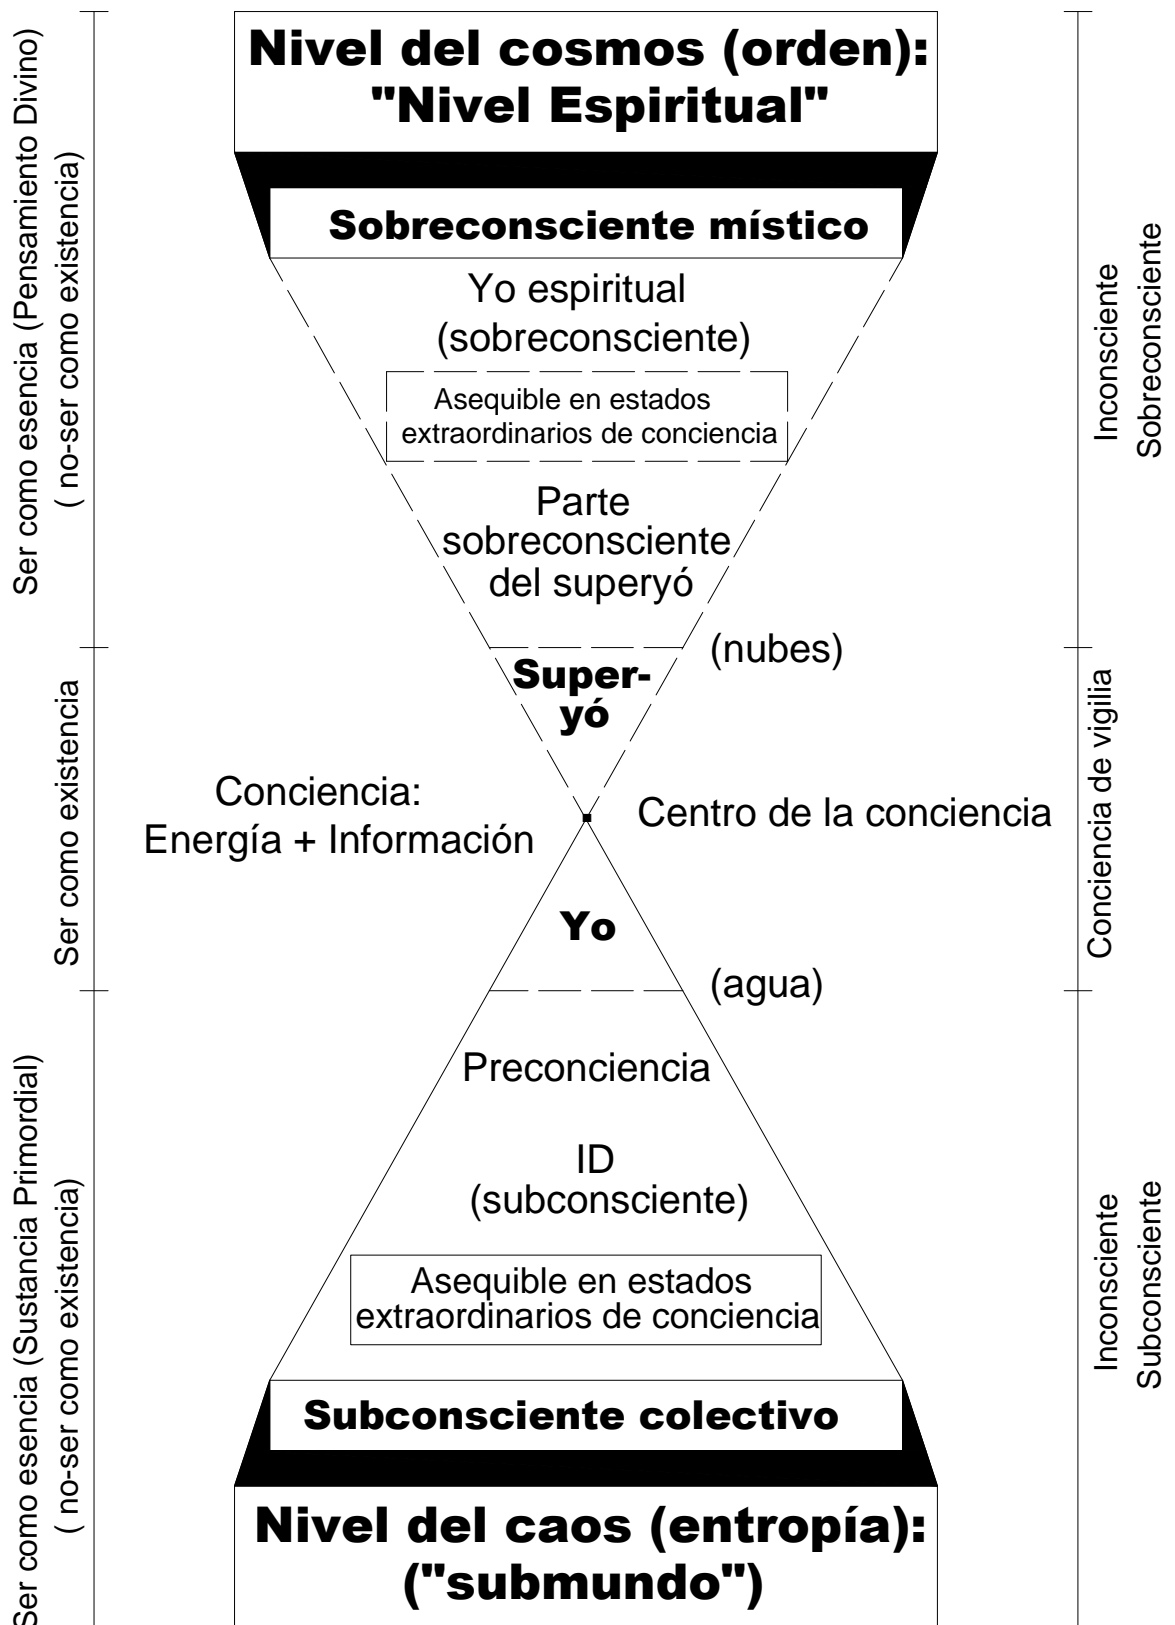 Nivel del cosmos (orden):
"Nivel Espiritual"
Sobreconsciente místico
Yo espiritual
(sobreconsciente)
Asequible en estados
extraordinarios de conciencia
Parte
sobreconsciente
del superyó
(nubes)
Super-
yó
Conciencia:
Energía + Información
Centro de la conciencia
Yo
(agua)
Preconciencia
ID
(subconsciente)
Asequible en estados
extraordinarios de conciencia
Subconsciente colectivo
Nivel del caos (entropía):
("submundo")
Ser como esencia (Pensamiento Divino)
( no-ser como existencia)
Ser como existencia
Ser como esencia (Sustancia Primordial)
( no-ser como existencia)
Inconsciente
Sobreconsciente
Conciencia de vigilia
Inconsciente
Subconsciente